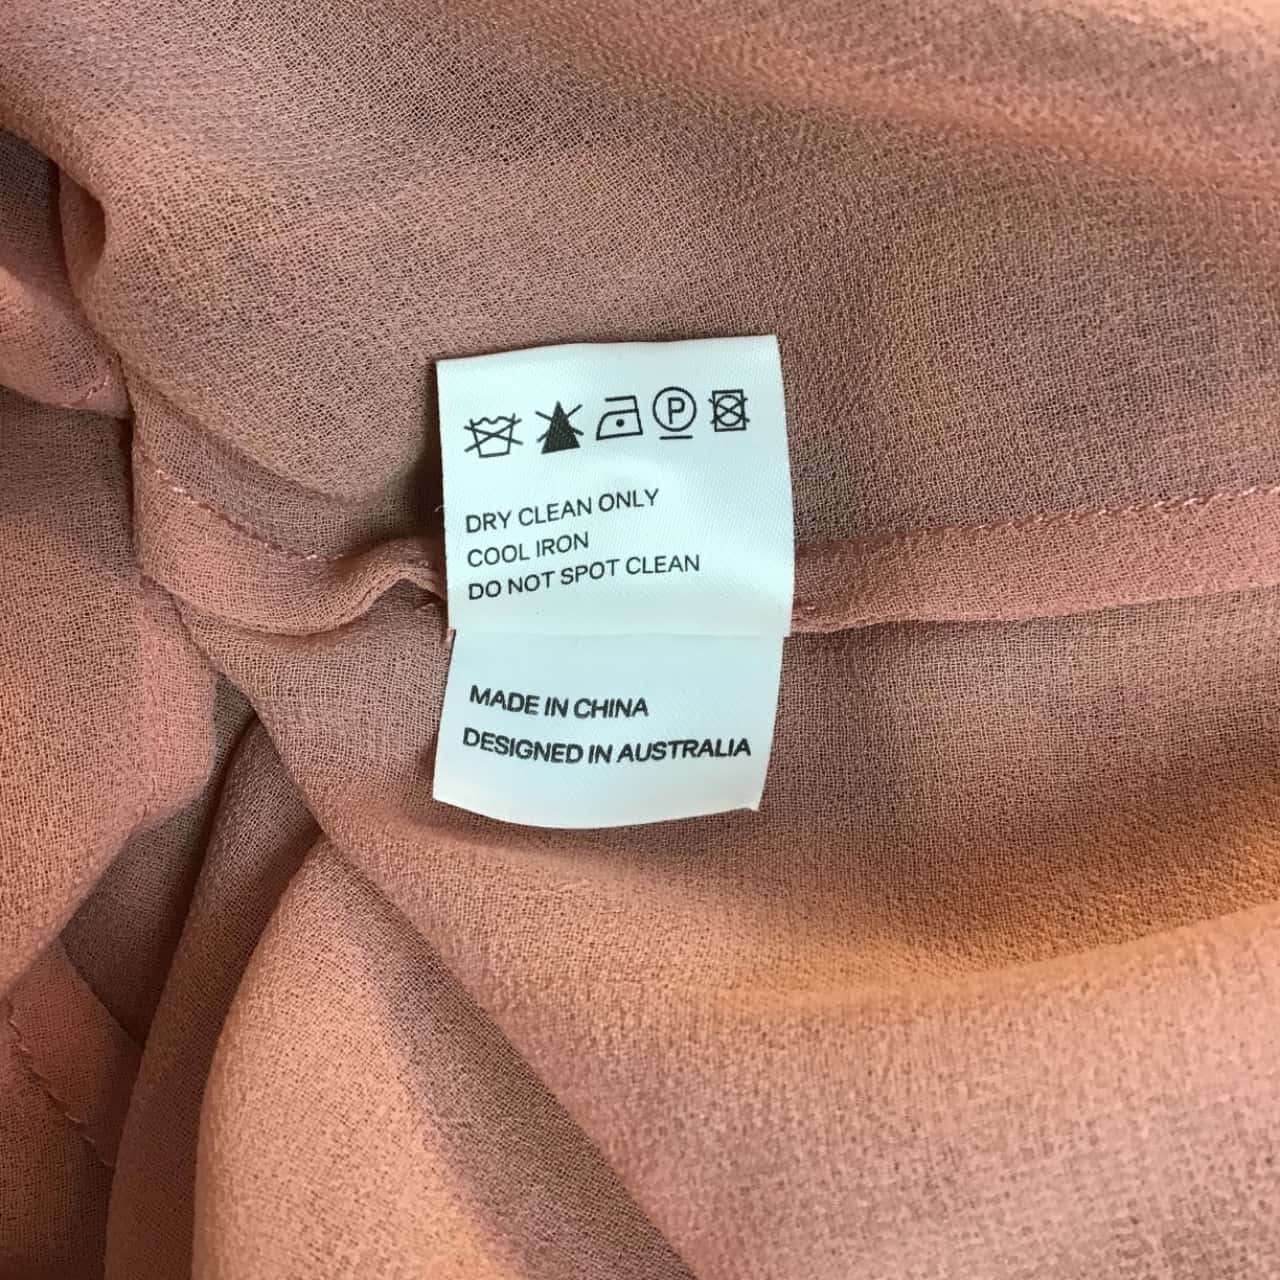 P
DRY CLEAN ONLY
COOL IRON
DO NOT SPOT CLEAN
MADE IN CHINA
DESIGNED IN AUSTRALIA